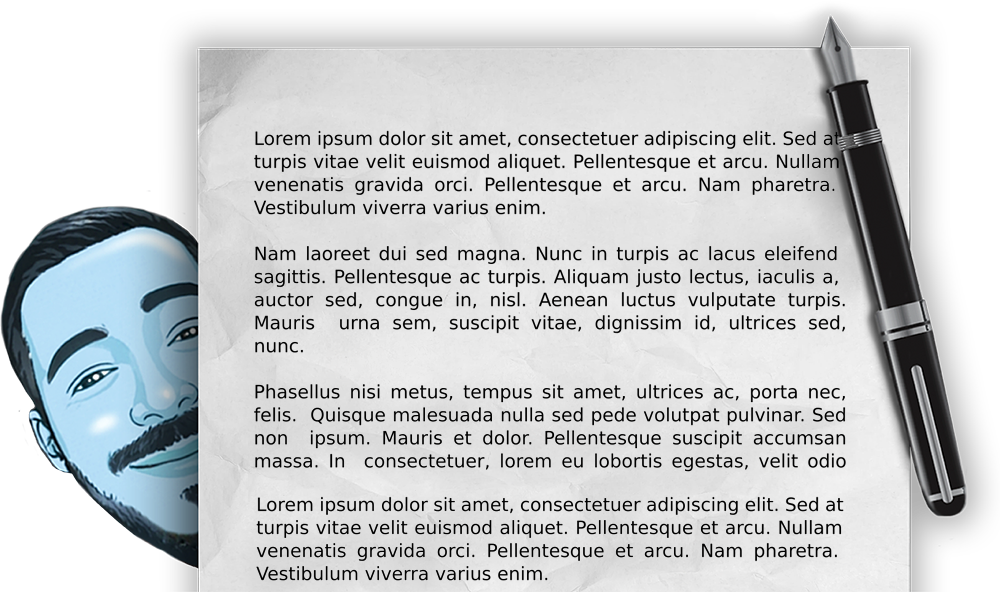 Lorem ipsum dolor sit amet, consectetuer adipiscing elit. Sed at
turpis vitae velit euismod aliquet. Pellentesque et arcu. Nullam
venenatis gravida orci. Pellentesque et arcu. Nam pharetra.
Vestibulum viverra varius enim.
Nam laoreet dui sed magna. Nunc in turpis ac lacus eleifend
sagittis. Pellentesque ac turpis. Aliquam justo lectus, iaculis a,
auctor sed, congue in, nisl. Aenean luctus vulputate turpis.
Mauris urna sem, suscipit vitae, dignissim id, ultrices sed,
nunc.
Phasellus nisi metus, tempus sit amet, ultrices ac, porta nec,
felis. Quisque malesuada nulla sed pede volutpat pulvinar. Sed
non ipsum. Mauris et dolor. Pellentesque suscipit accumsan
massa. In consectetuer, lorem eu lobortis egestas, velit odio
Lorem ipsum dolor sit amet, consectetuer adipiscing elit. Sed at
turpis vitae velit euismod aliquet. Pellentesque et arcu. Nullam
venenatis gravida orci. Pellentesque et arcu. Nam pharetra.
Vestibulum viverra varius enim.